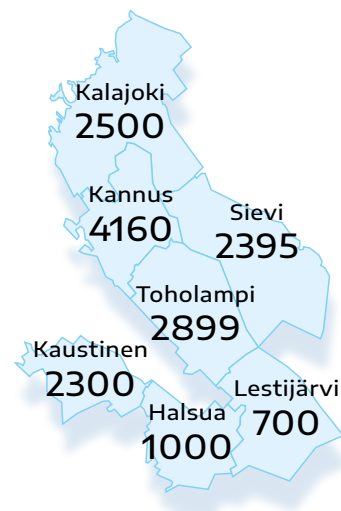 Kalajoki
2500
Kannus
4160
Sievi
2395
Toholampi
2899
Kaustinen
2300
Lestijärvi
700
Halsua
1000